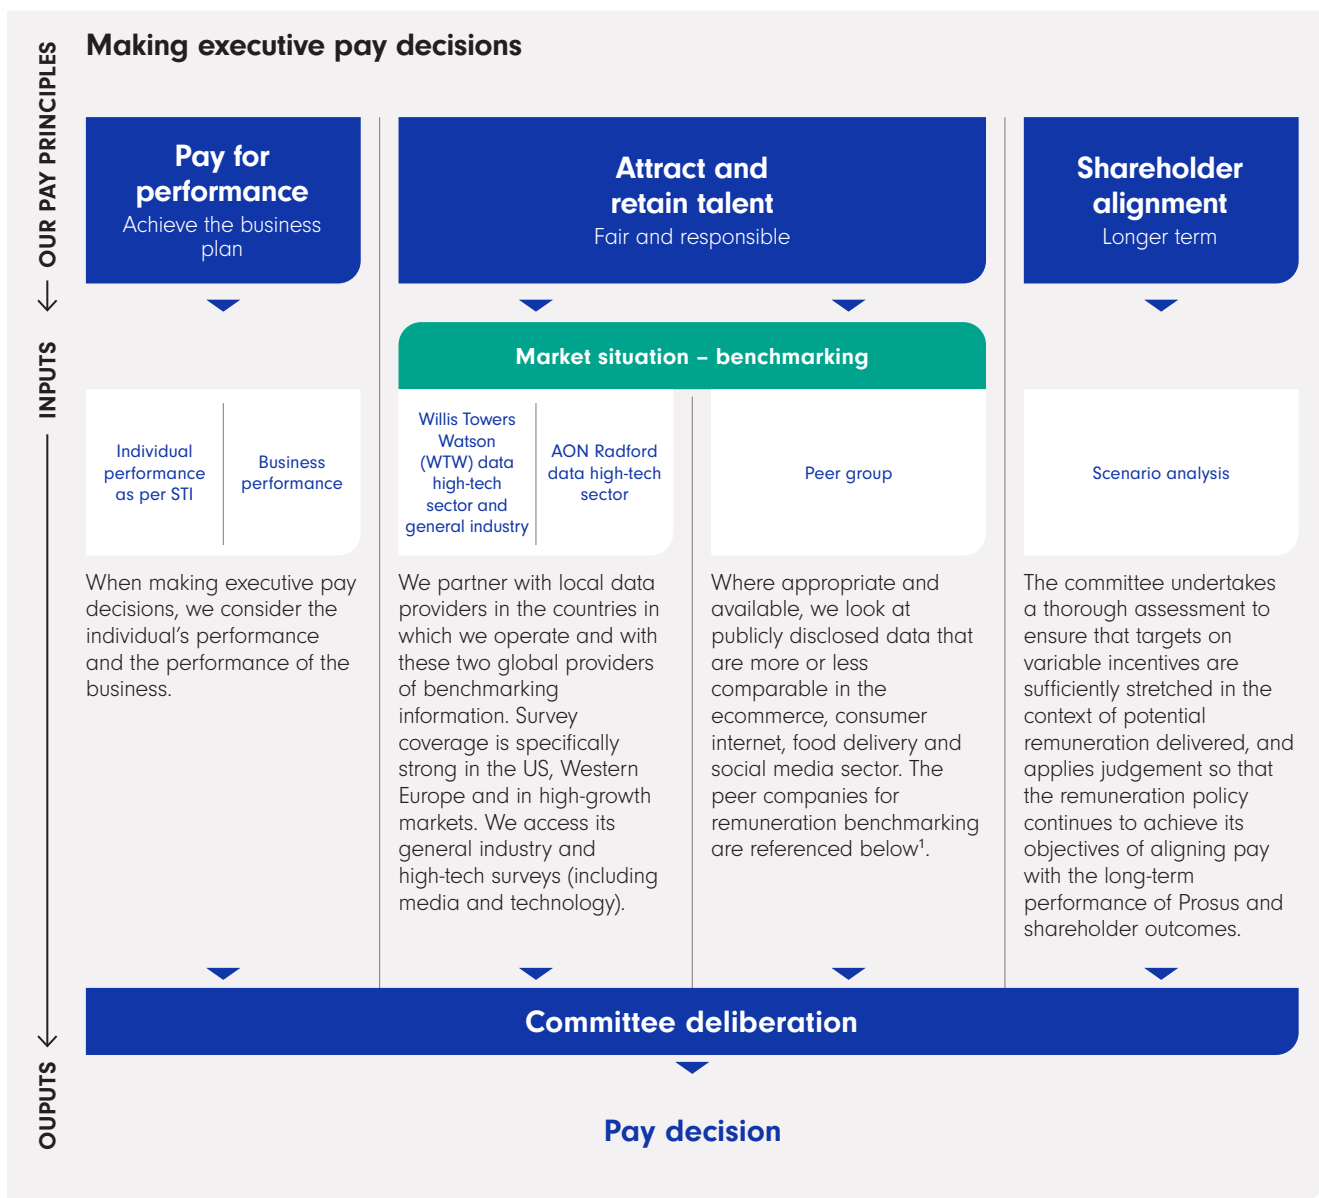 Making executive pay decisions
OUR PAY PRINCIPLES
Pay for
performance
Achieve the business
plan
Attract and
retain talent
Fair and responsible
Shareholder
alignment
Longer term
INPUTS
Market situation – benchmarking
Individual
performance
as per STI
Business
performance
Willis Towers
Watson
(WTW) data
high-tech
sector and
general industry
AON Radford
data high-tech
sector
Peer group
Scenario analysis
When making executive pay
decisions, we consider the
individual’s performance
and the performance of the
business.
We partner with local data
providers in the countries in
which we operate and with
these two global providers
of benchmarking
information. Survey
coverage is specifically
strong in the US, Western
Europe and in high-growth
markets. We access its
general industry and
high-tech surveys (including
media and technology).
Where appropriate and
available, we look at
publicly disclosed data that
are more or less
comparable in the
ecommerce, consumer
internet, food delivery and
social media sector. The
peer companies for
remuneration benchmarking
are referenced below¹.
The committee undertakes
a thorough assessment to
ensure that targets on
variable incentives are
sufficiently stretched in the
context of potential
remuneration delivered, and
applies judgement so that
the remuneration policy
continues to achieve its
objectives of aligning pay
with the long-term
performance of Prosus and
shareholder outcomes.
Committee deliberation
OUPUTS
Pay decision